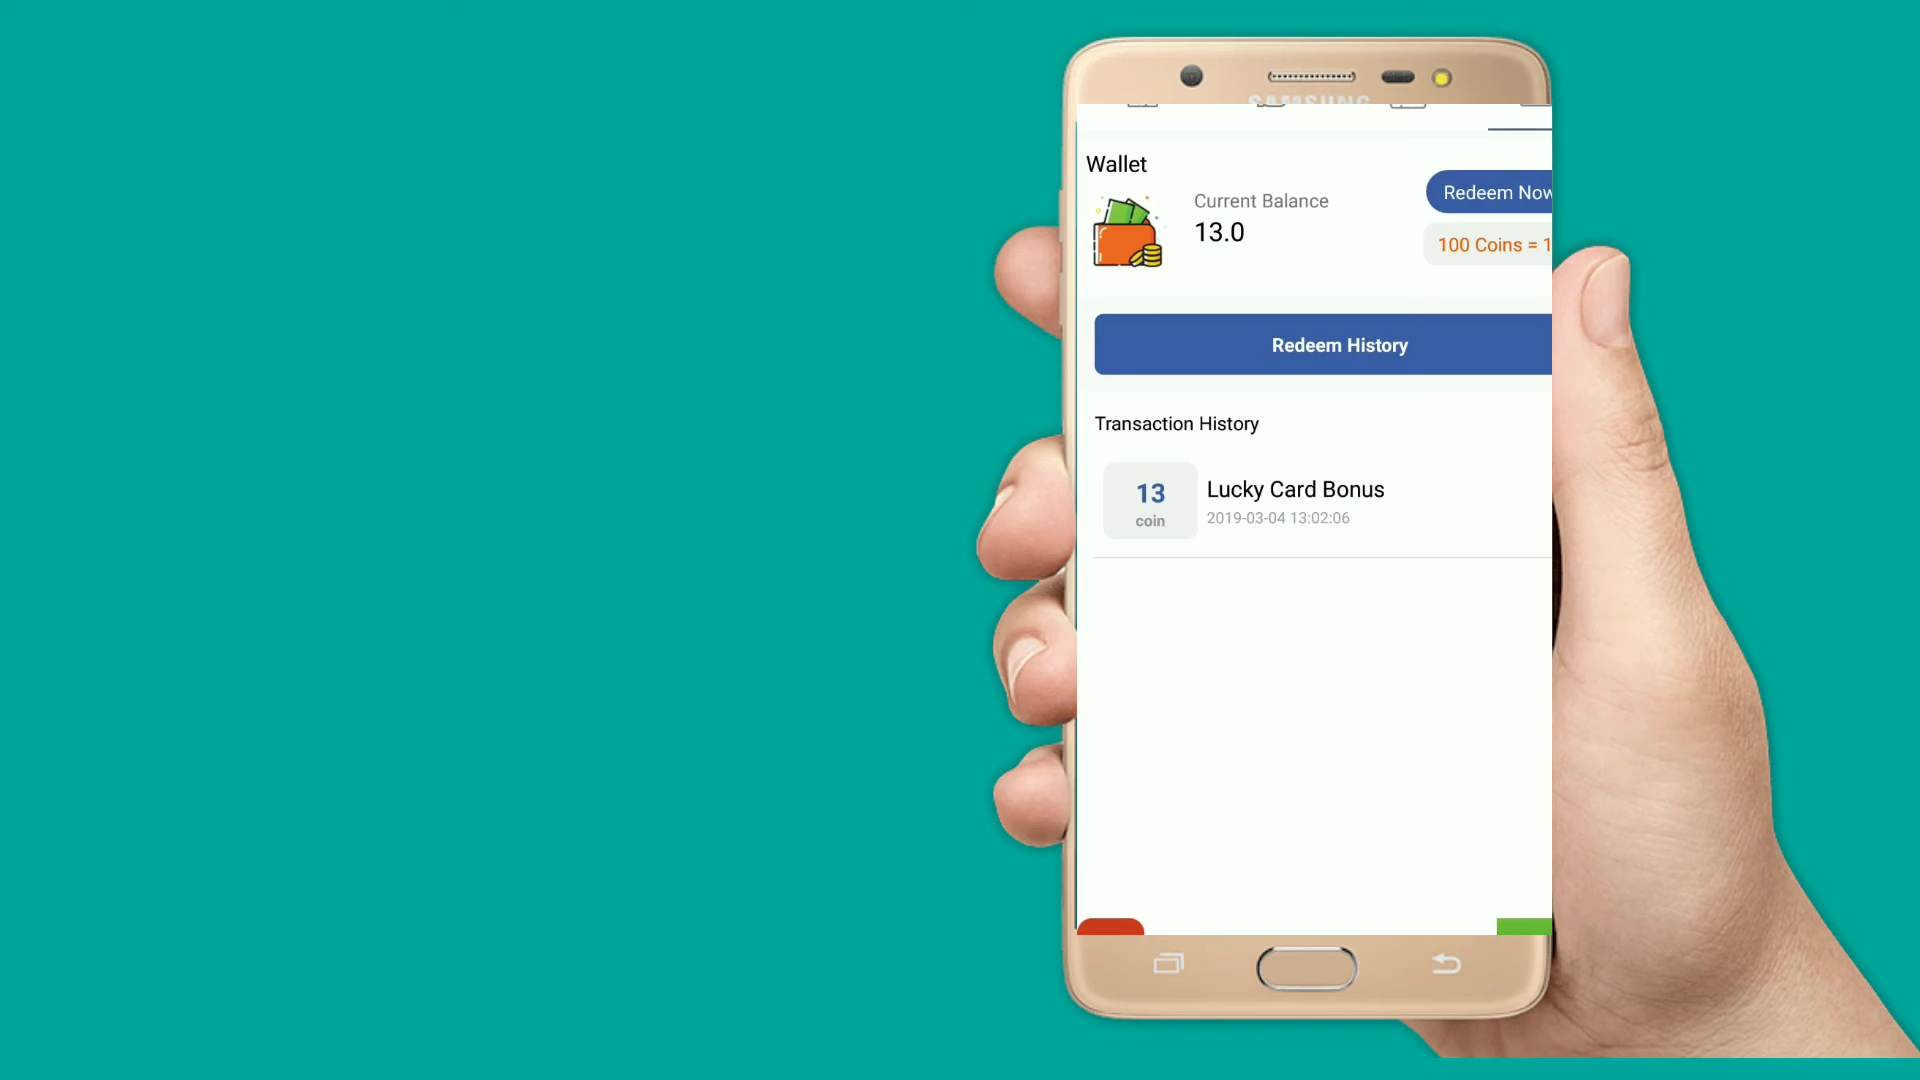 SAMSUNG
Wallet
Current Balance
13.0
Redeem Now
100 Coins = 1
Redeem History
Transaction History
13
coin
Lucky Card Bonus
2019-03-04 13:02:06